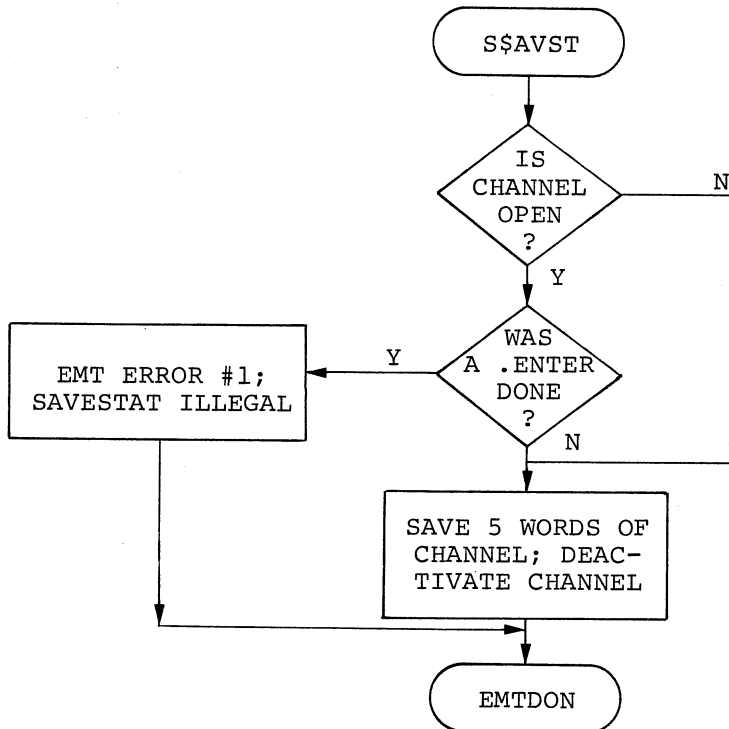 S$AVST
IS
CHANNEL
OPEN
?
N
Y
WAS
A .ENTER
DONE
?
Y
EMT ERROR #1;
SAVESTAT ILLEGAL
N
SAVE 5 WORDS OF
CHANNEL; DEAC-
TIVATE CHANNEL
EMTDON